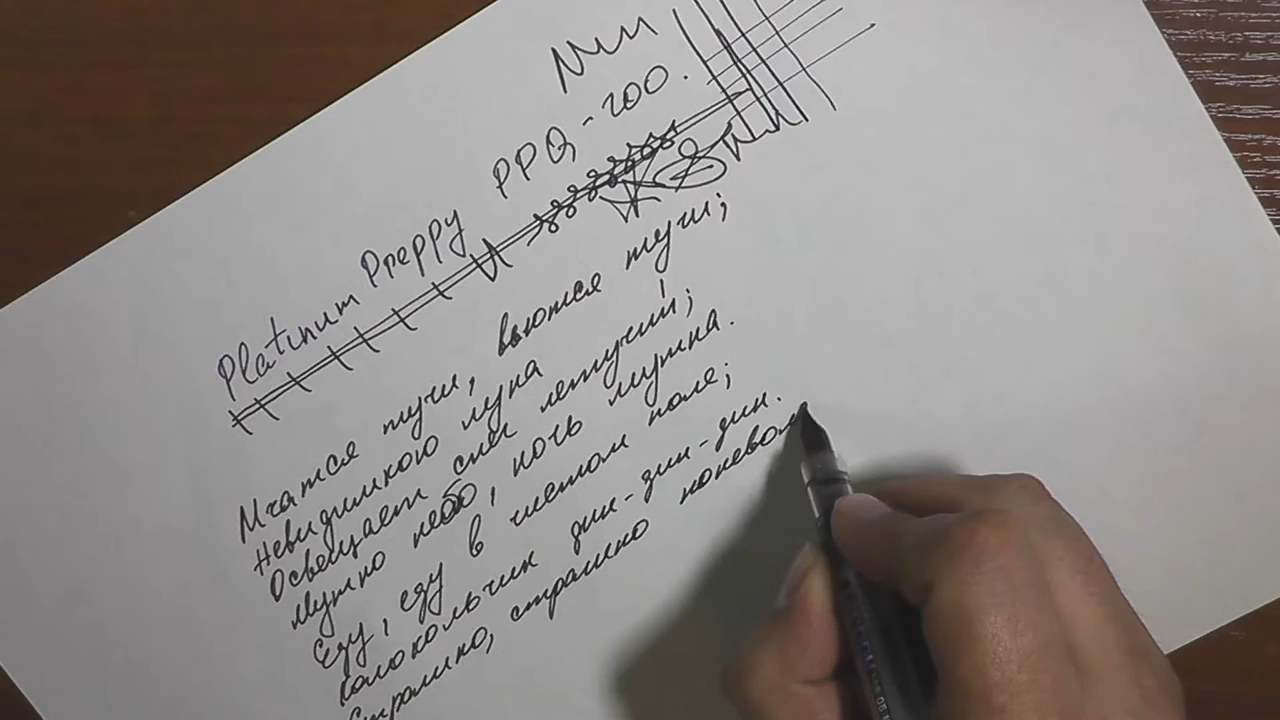 Platinum Preppy PPQ-200.
Мчатся тучи, вьются тучи;
Невидимкою луна
Освещает снег летучий;
Мутно небо, ночь мутна.
Еду, еду в чистом поле;
Колокольчик дин-дин-дин.
Страшно, страшно поневоле